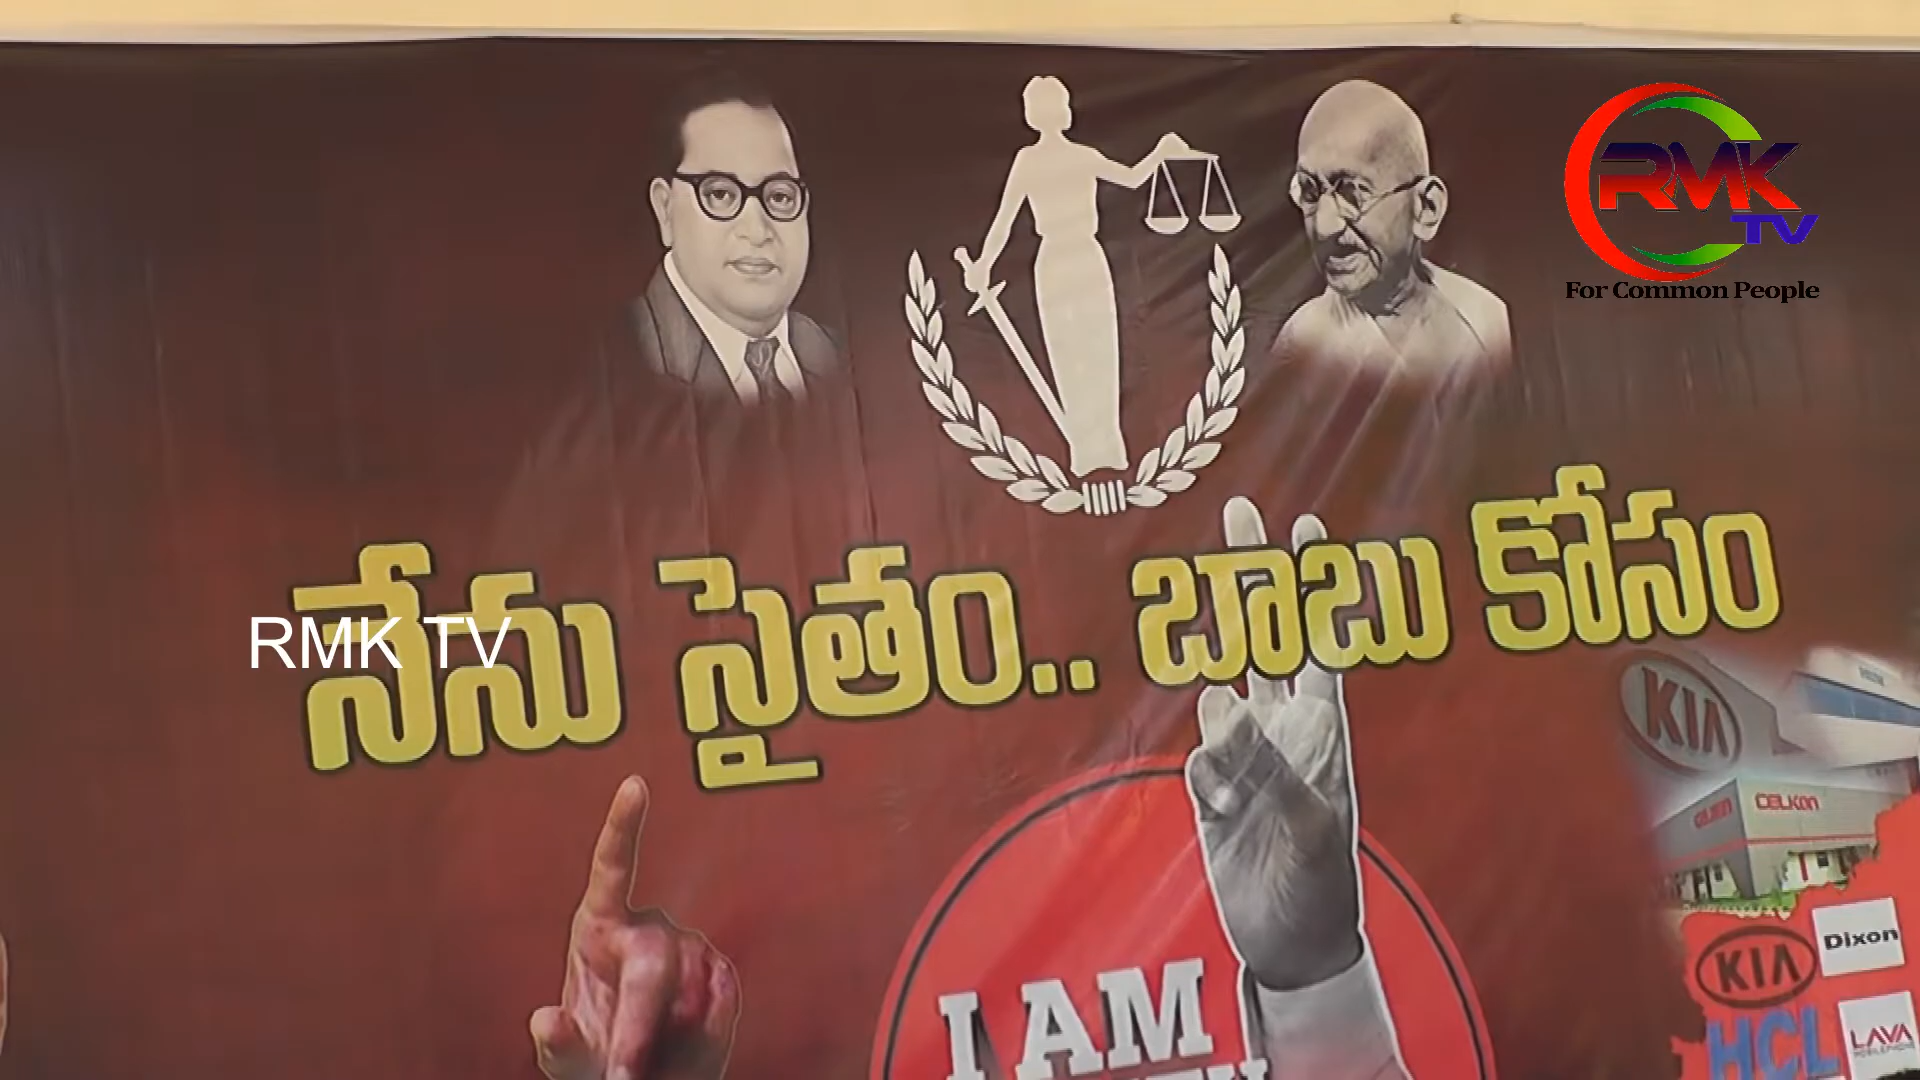 RMK
TV
For Common People
నేను సైతం.. బాబు కోసం
RMK TV
KIA
CELKON
Dixon
KIA
I AM
HCL
LAVA